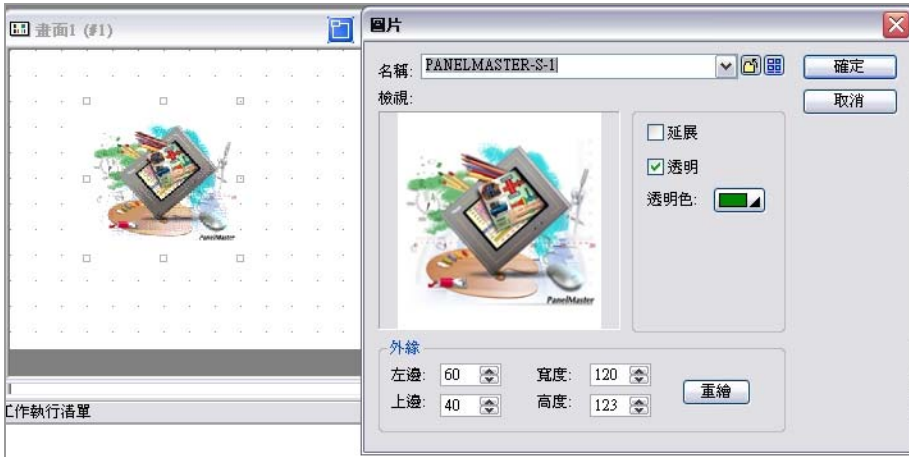 畫面1 (#1)
PanelMaster
工作執行清單
圖片
名稱: PANELMASTER-S-1
確定
取消
檢視:
延展
透明
透明色:
PanelMaster
外緣
左邊: 60 寬度: 120
上邊: 40 高度: 123
重繪